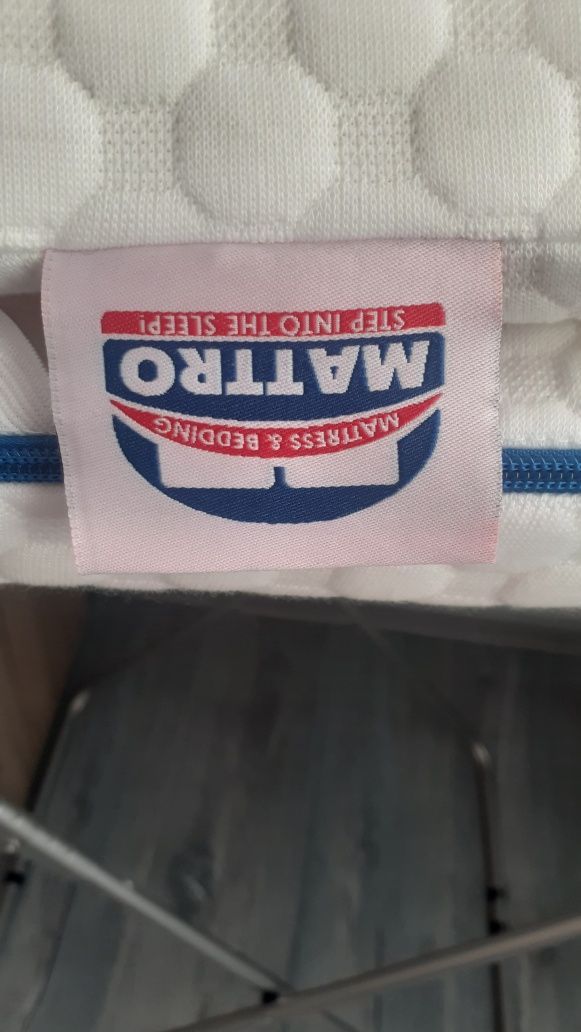 MATTRESS & BEDDING
MATTRO
STEP INTO THE SLEEP!